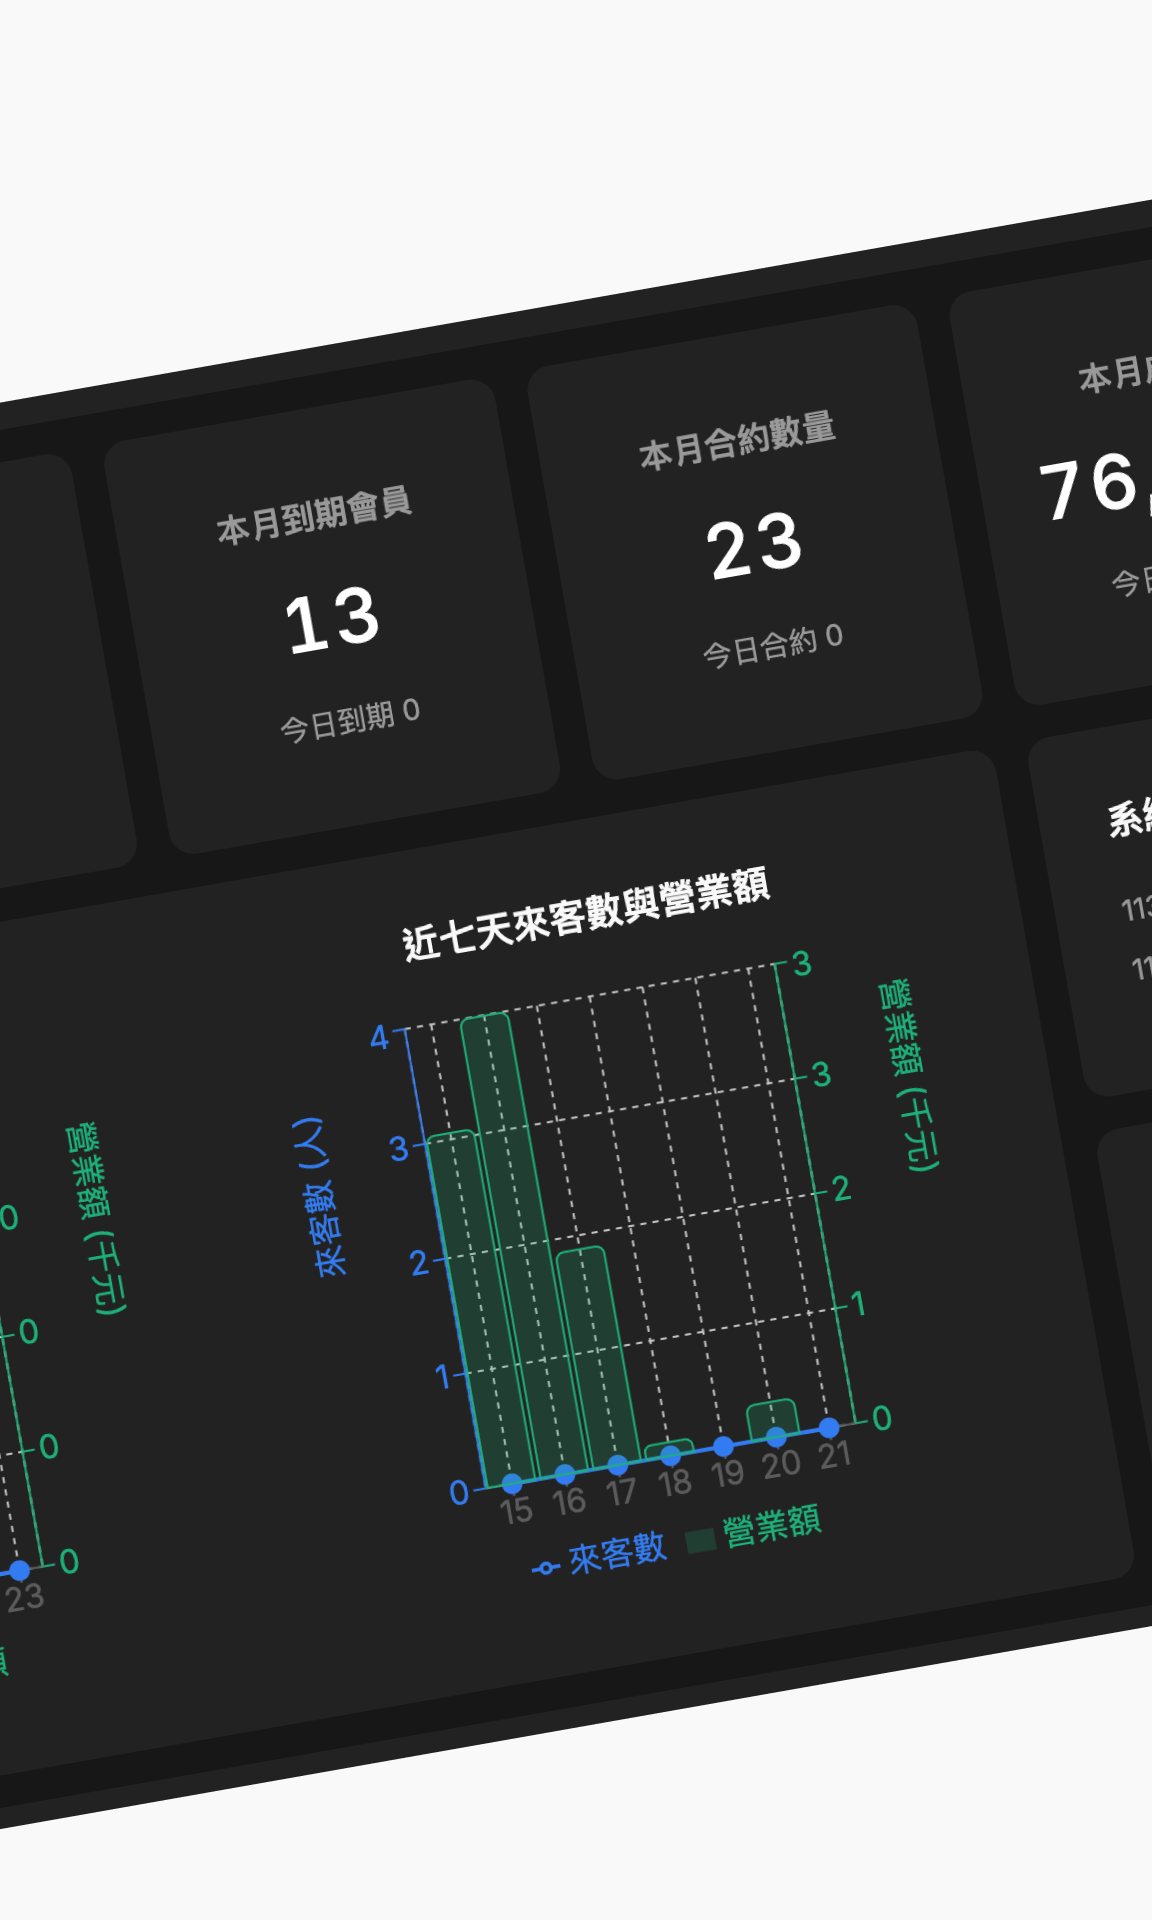 本月到期會員
13
今日到期 0
本月合約數量
23
今日合約 0
本月
76,
今日
近七天來客數與營業額
4
3
2
1
0
來客數 (人)
3
3
2
1
0
營業額 (千元)
15 16 17 18 19 20 21
來客數 營業額
營業額 (千元)
0
0
0
0
23
額
系統
113
11